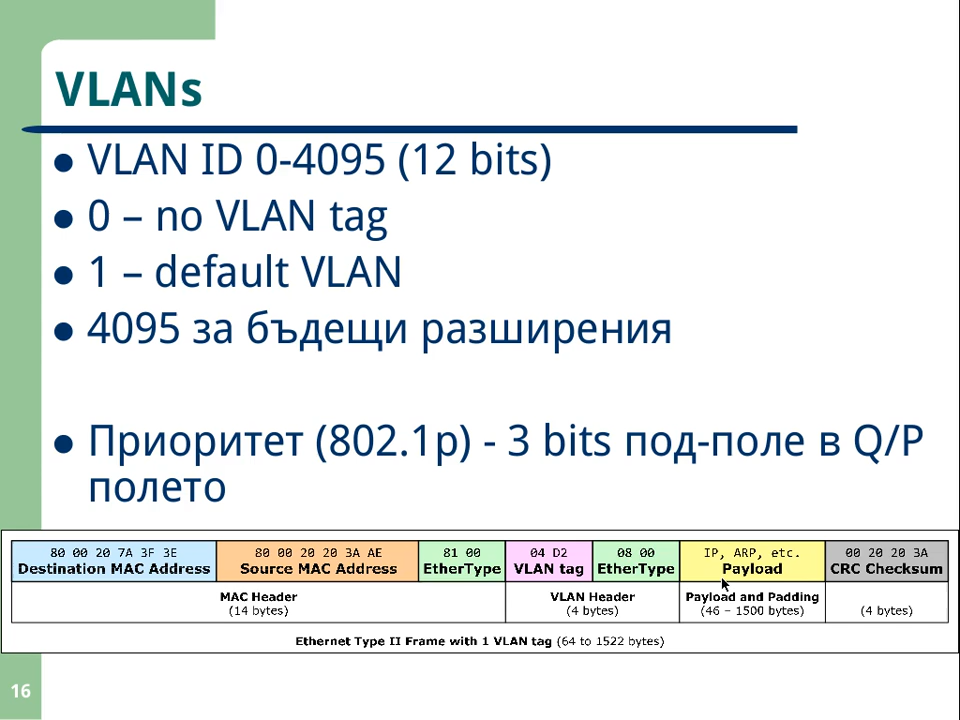 VLANs
VLAN ID 0-4095 (12 bits)
0 – no VLAN tag
1 – default VLAN
4095 за бъдещи разширения
Приоритет (802.1p) - 3 bits под-поле в Q/P
полето
80 00 20 7A 3F 3E 80 00 20 20 3A AE 81 00 04 D2 08 00 IP, ARP, etc. 00 20 20 3A
Destination MAC Address Source MAC Address EtherType VLAN tag EtherType Payload CRC Checksum
MAC Header VLAN Header Payload and Padding
(14 bytes) (4 bytes) (46 – 1500 bytes) (4 bytes)
Ethernet Type II Frame with 1 VLAN tag (64 to 1522 bytes)
16